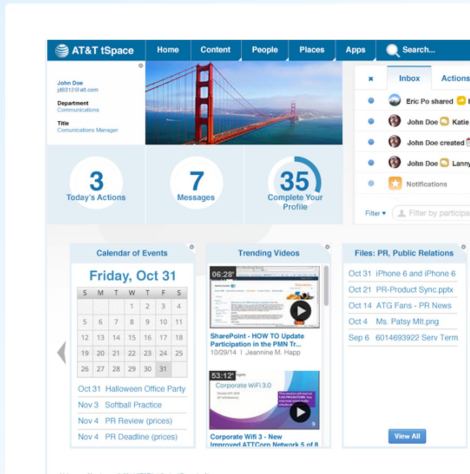 AT&T tSpace
Home
Content
People
Places
Apps
Search...
John Doe
Department
Communications
Title
Comunications Manager
3
Today's Actions
7
Messages
35
Complete Your
Profile
Inbox
Actions
Eric Po shared
John Doe Katie
John Doe created
John Doe Lanny
Notifications
Filter
Filter by participa
Calendar of Events
Friday, Oct 31
S M T W T F S
1 2 3 4
5 6 7 8 9 10 11
12 13 14 15 16 17 18
19 20 21 22 23 24 25
26 27 28 29 30 31
Oct 31 Halloween Office Party
Nov 3 Softball Practice
Nov 4 PR Review (prices)
Nov 4 PR Deadline (prices)
Trending Videos
06:28"
SharePoint - HOW TO Update
Participation in the PMN Tr...
10/29/14 | Jeannine M. Happ
53:12"
Corporate WiFi 3.0
Corporate Wifi 3 - New
Improved ATTCorn Network 5 of 8
Files: PR, Public Relations
Oct 31 iPhone 6 and iPhone 6
Oct 21 PR-Product Sync.pptx
Oct 14 ATG Fans - PR News
Oct 4 Ms. Patsy Mlt.png
Sep 6 6014693922 Serv Term
View All